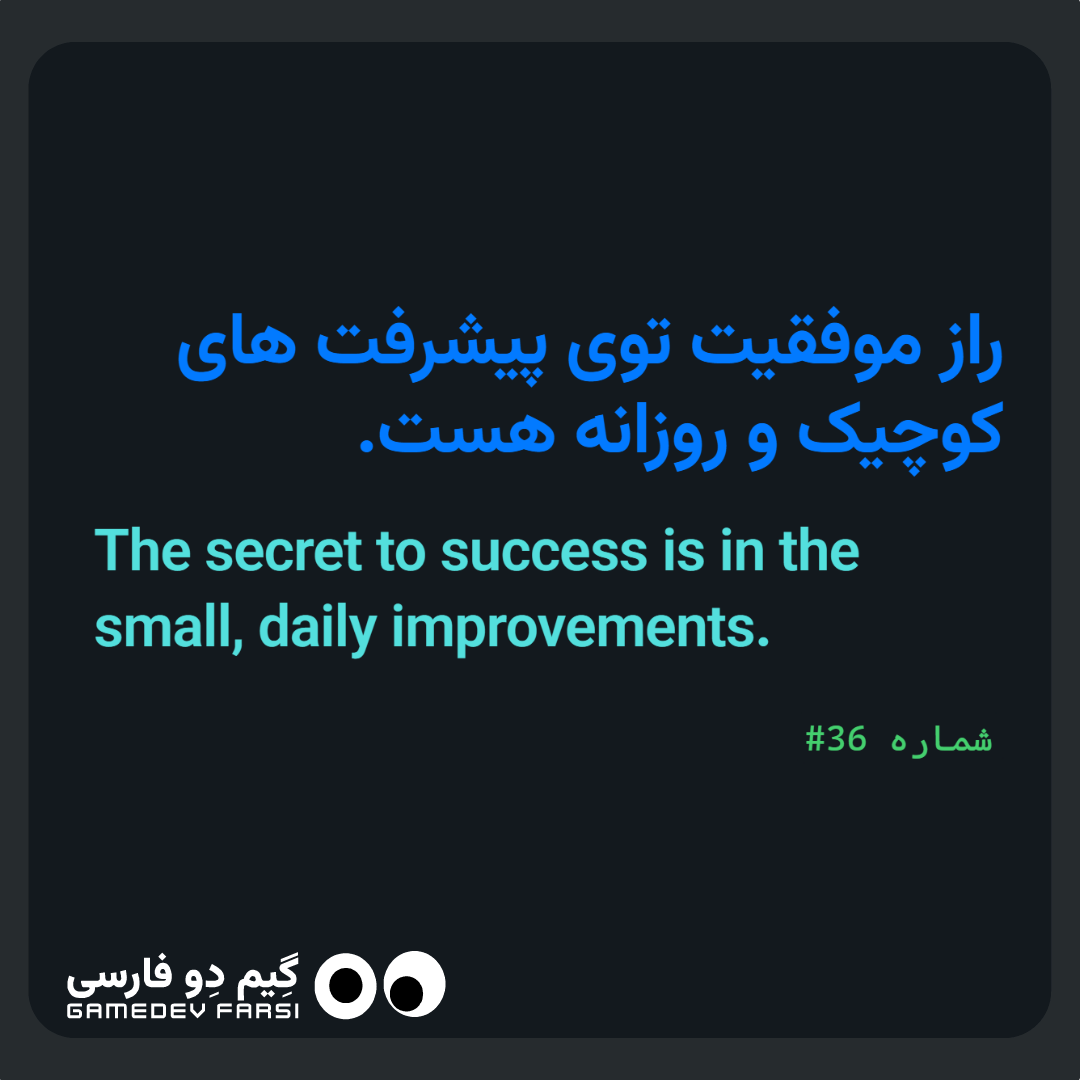 راز موفقیت توی پیشرفت های
کوچیک و روزانه هست.
The secret to success is in the
small, daily improvements.
شماره 36#
گِیم دِو فارسی
GAMEDEV FARSI